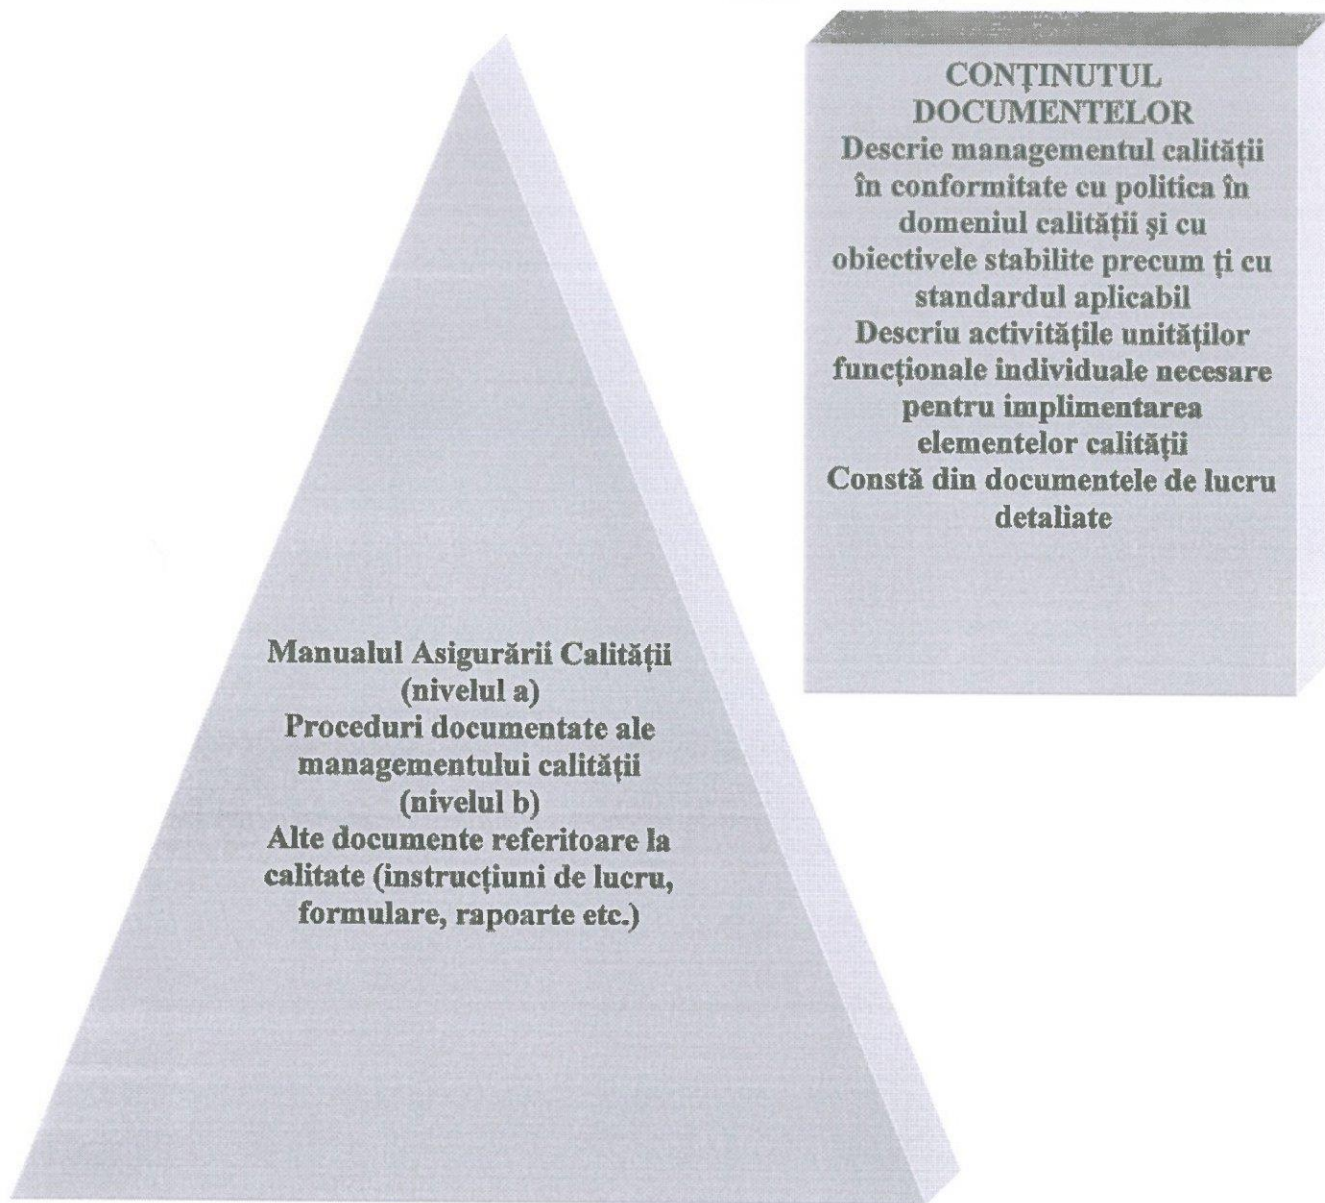 CONȚINUTUL
DOCUMENTELOR
Descrie managementul calității
în conformitate cu politica în
domeniul calității și cu
obiectivele stabilite precum ți cu
standardul aplicabil
Descriu activitățile unităților
funcționale individuale necesare
pentru implimentarea
elementelor calității
Constă din documentele de lucru
detaliate
Manualul Asigurării Calității
(nivelul a)
Proceduri documentate ale
managementului calității
(nivelul b)
Alte documente referitoare la
calitate (instrucțiuni de lucru,
formulare, rapoarte etc.)